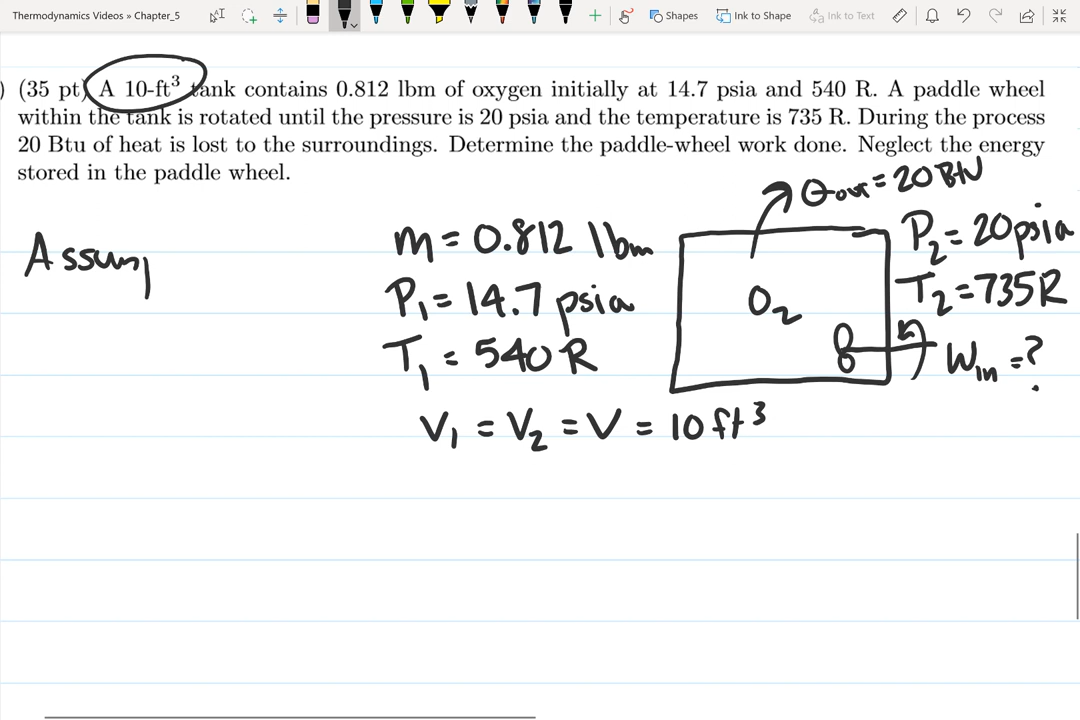 Thermodynamics Videos » Chapter_5
Shapes
Ink to Shape
Ink to Text
) (35 pt) A 10-ft³ tank contains 0.812 lbm of oxygen initially at 14.7 psia and 540 R. A paddle wheel
within the tank is rotated until the pressure is 20 psia and the temperature is 735 R. During the process
20 Btu of heat is lost to the surroundings. Determine the paddle-wheel work done. Neglect the energy
stored in the paddle wheel.
Qout = 20 Btu
Assum
m = 0.812 lbm
P₁ = 14.7 psia
T₁ = 540 R
V₁ = V₂ = V = 10 ft³
O₂
P₂ = 20 psia
T₂ = 735 R
Win = ?